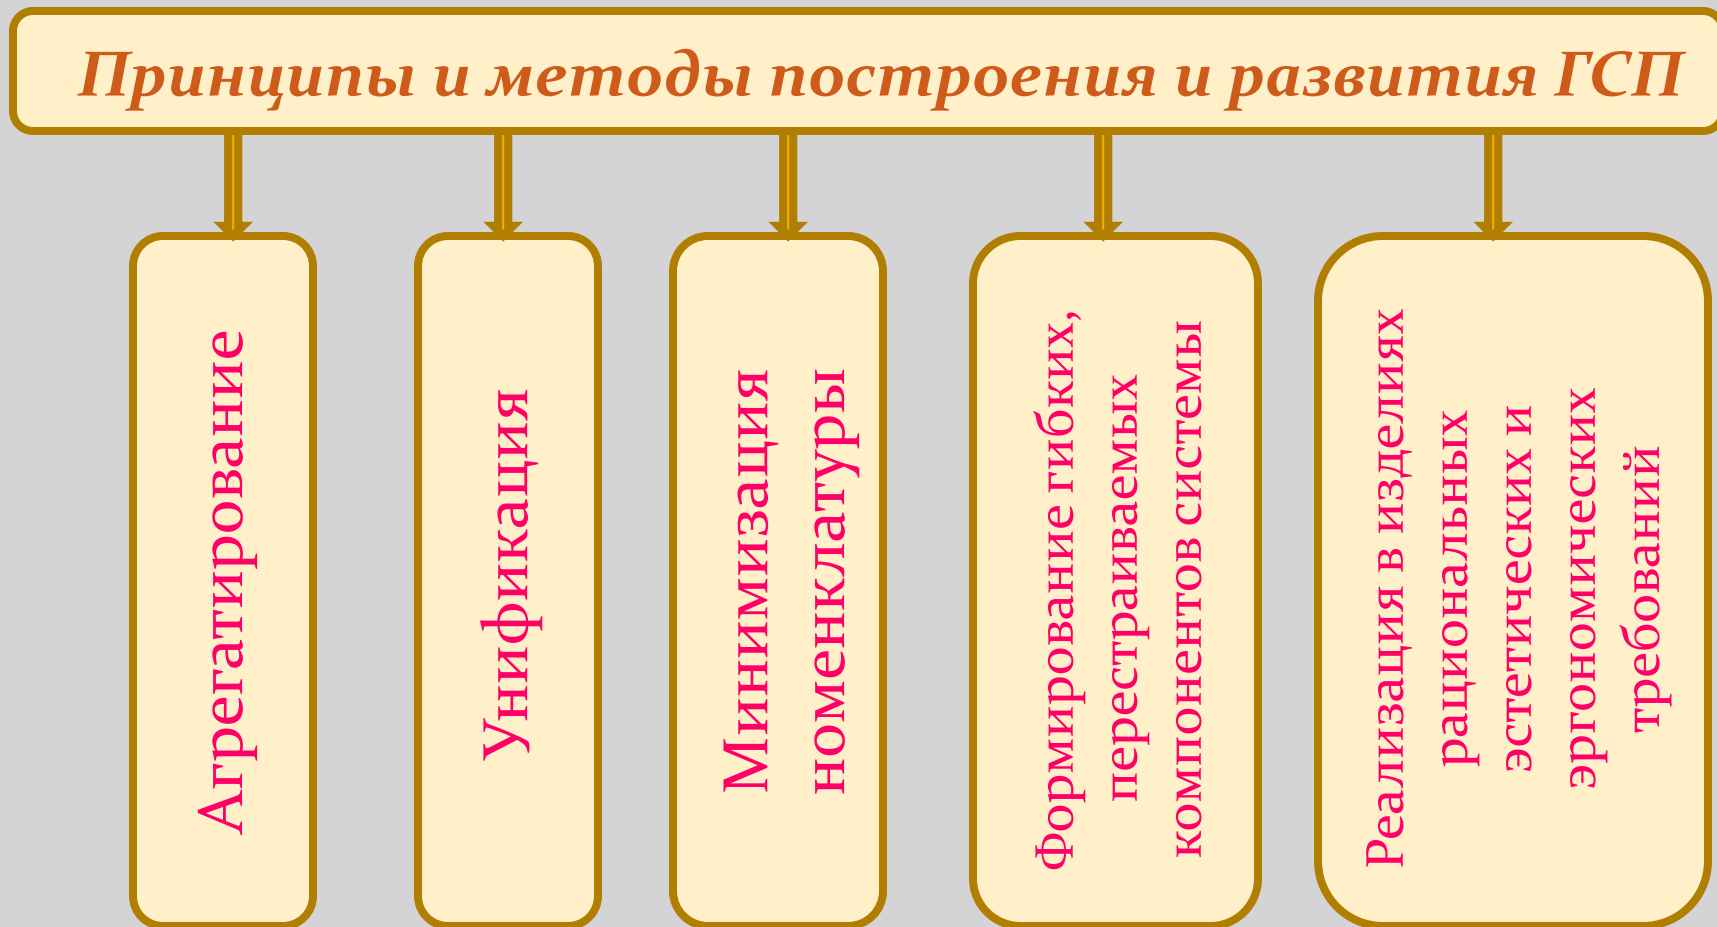 Принципы и методы построения и развития ГСП
Агрегатирование
Унификация
Минимизация
номенклатуры
Формирование гибких,
перестраиваемых
компонентов системы
Реализация в изделиях
рациональных
эстетических и
эргономических
требований